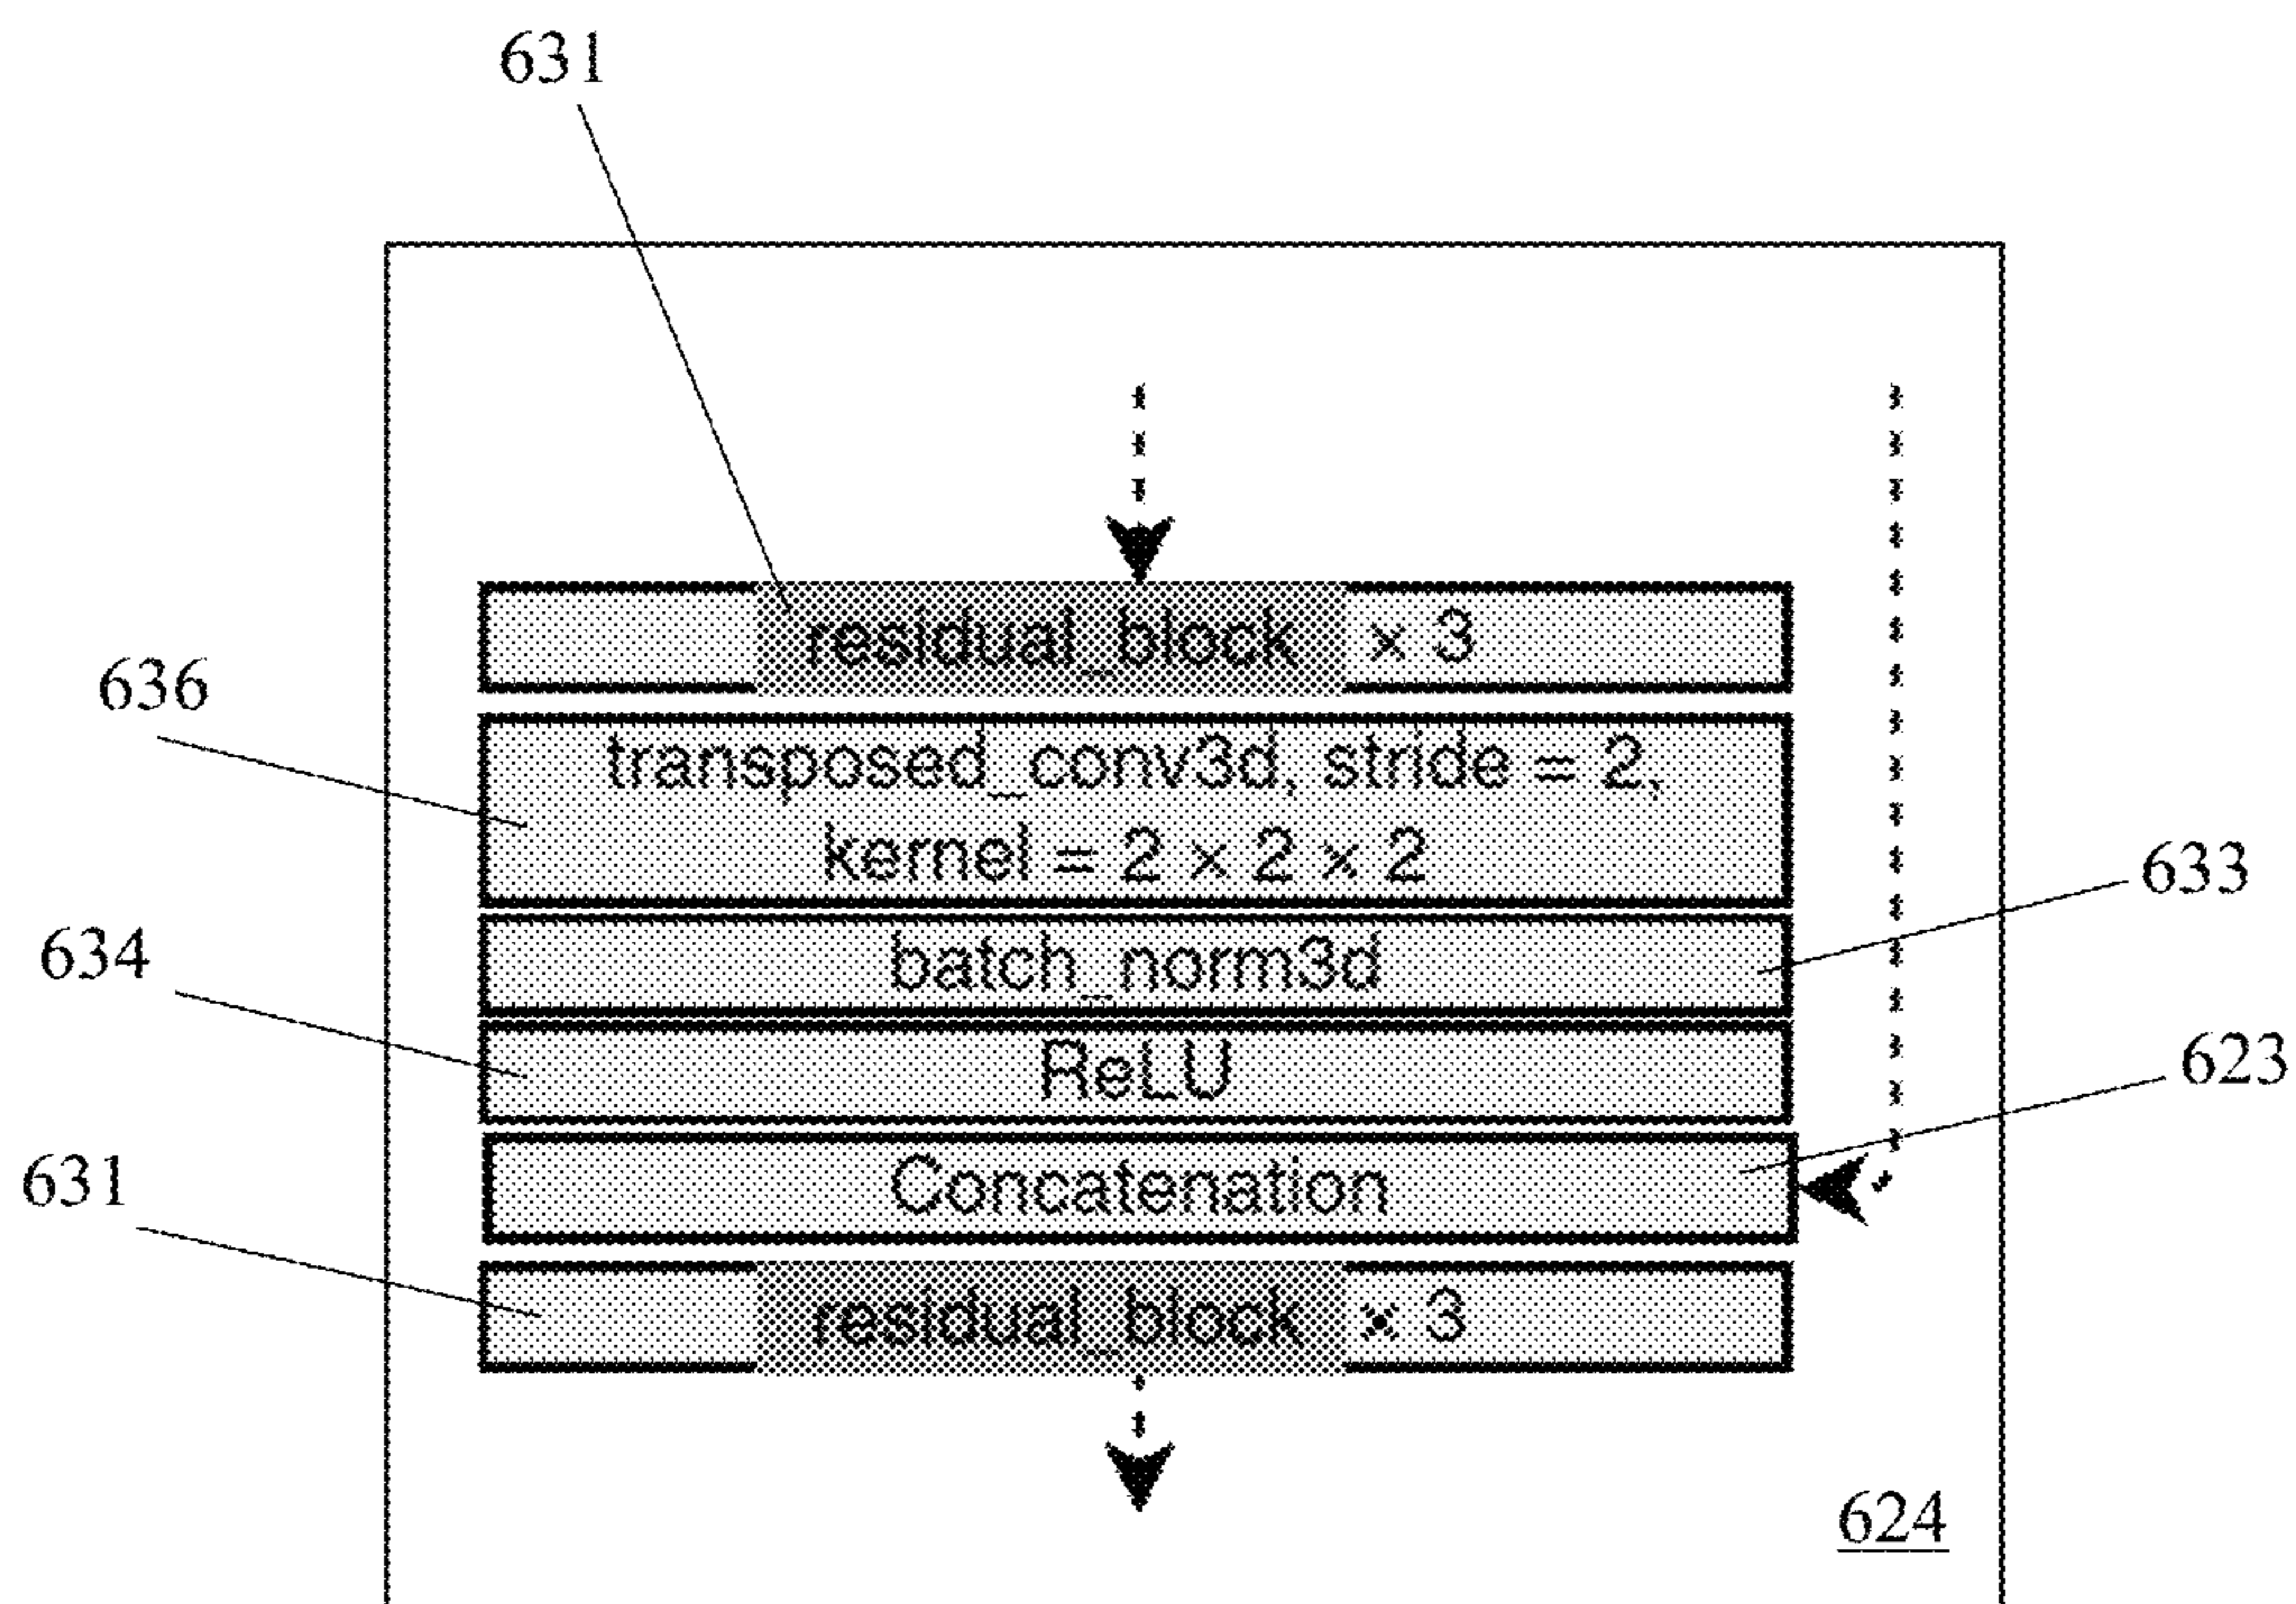 631
residual_block × 3
636
transposed_conv3d, stride = 2,
kernel = 2 × 2 × 2
633
batch_norm3d
634
ReLU
623
Concatenation
631
residual_block × 3
624